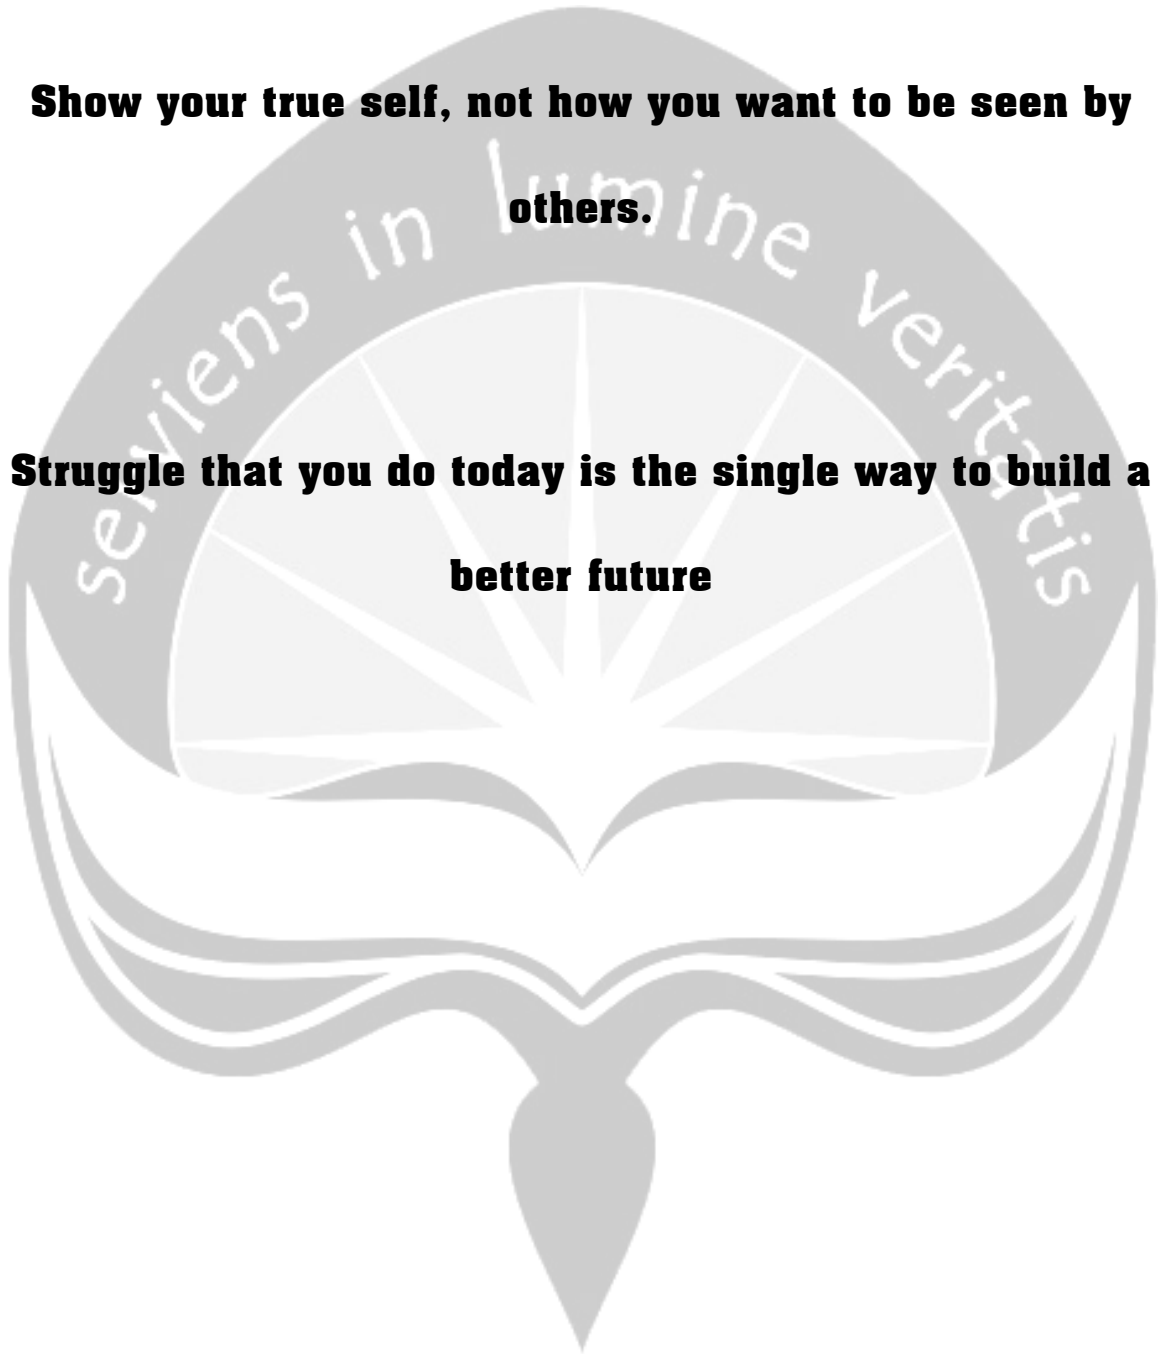 Show your true self, not how you want to be seen by
others.
serviens in lumine veritatis
Struggle that you do today is the single way to build a
better future